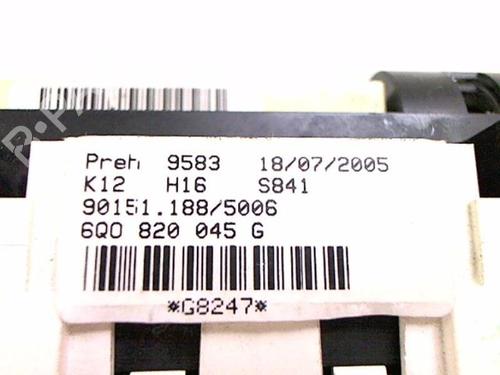 Preh 9583 18/07/2005
K12 H16 S841
90151.188/5006
6Q0 820 045 G
*G8247*